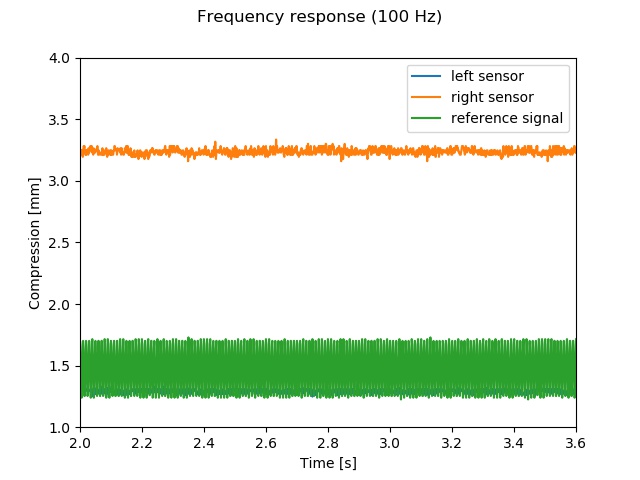 Frequency response (100 Hz)
left sensor
right sensor
reference signal
Compression [mm]
4.0
3.5
3.0
2.5
2.0
1.5
1.0
2.0 2.2 2.4 2.6 2.8 3.0 3.2 3.4 3.6
Time [s]